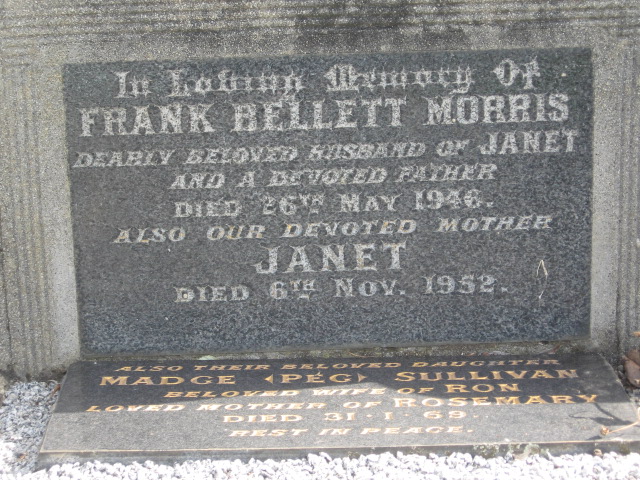 In Loving Memory Of
FRANK BELLETT MORRIS
DEARLY BELOVED HUSBAND OF JANET
AND A DEVOTED FATHER
DIED 26TH MAY 1946.
ALSO OUR DEVOTED MOTHER
JANET
DIED 6TH NOV. 1952.
ALSO THEIR BELOVED DAUGHTER
MADGE (PEG) SULLIVAN
BELOVED WIFE OF RON
LOVED MOTHER OF ROSEMARY
DIED 31-1-69.
REST IN PEACE.